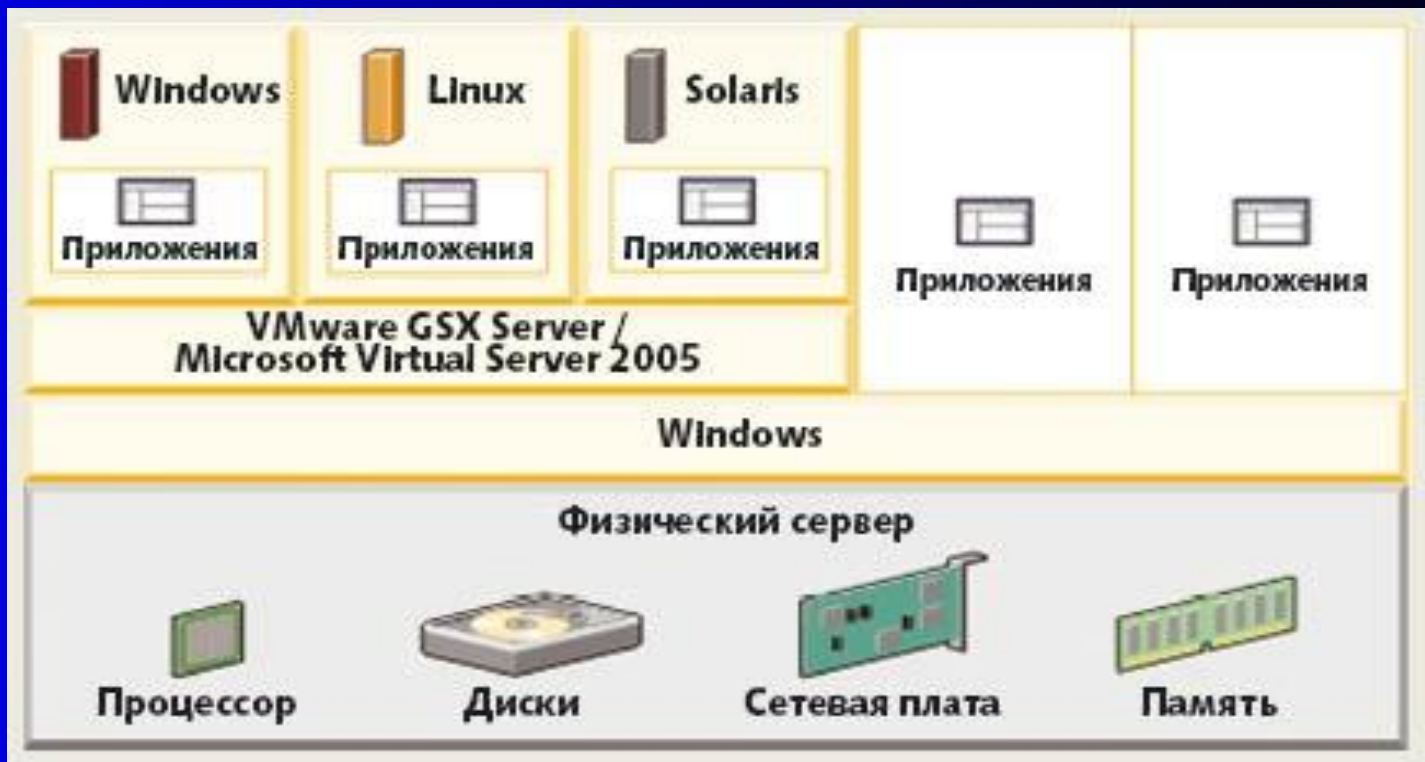 Windows
Linux
Solaris
Приложения
Приложения
Приложения
Приложения
Приложения
VMware GSX Server /
Microsoft Virtual Server 2005
Windows
Физический сервер
Процессор
Диски
Сетевая плата
Память